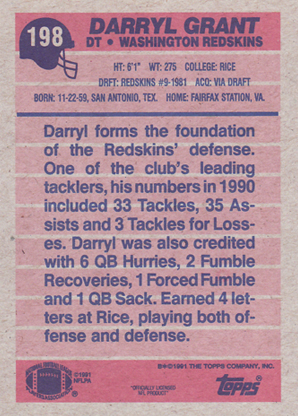 198
DARRYL GRANT
DT • WASHINGTON REDSKINS
HT: 6'1" WT: 275 COLLEGE: RICE
DRFT: REDSKINS #9-1981 ACQ: VIA DRAFT
BORN: 11-22-59, SAN ANTONIO, TEX. HOME: FAIRFAX STATION, VA.
Darryl forms the foundation
of the Redskins' defense.
One of the club's leading
tacklers, his numbers in 1990
included 33 Tackles, 35 As-
sists and 3 Tackles for Loss-
es. Darryl was also credited
with 6 QB Hurries, 2 Fumble
Recoveries, 1 Forced Fumble
and 1 QB Sack. Earned 4 let-
ters at Rice, playing both of-
fense and defense.
©1991 THE TOPPS COMPANY, INC.
©1991
NFLPA
"OFFICIALLY LICENSED
NFL PRODUCT"
topps